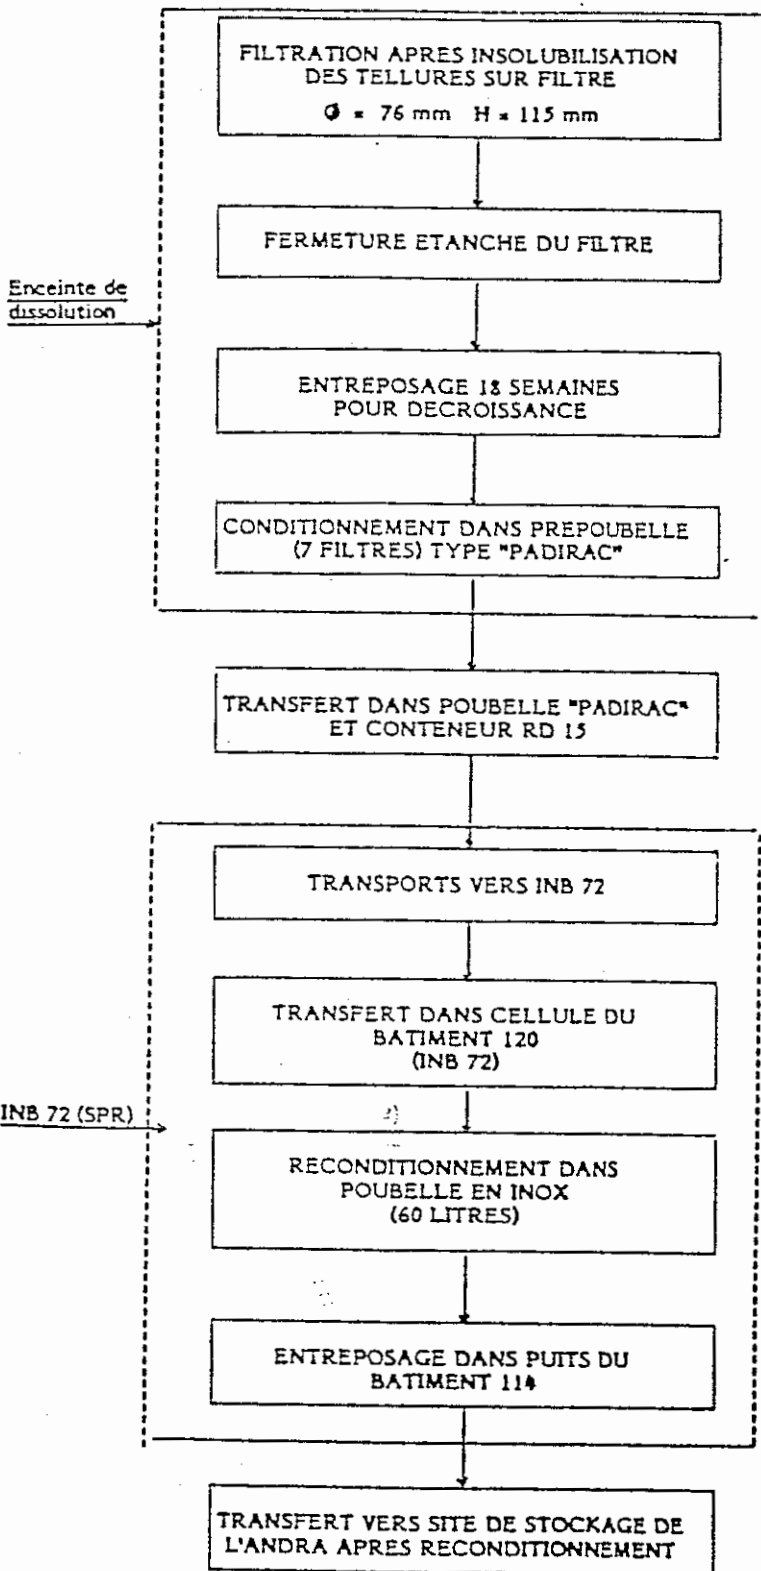 FILTRATION APRES INSOLUBILISATION
DES TELLURES SUR FILTRE
Ø = 76 mm H = 115 mm
FERMETURE ETANCHE DU FILTRE
Enceinte de
dissolution
ENTREPOSAGE 18 SEMAINES
POUR DECROISSANCE
CONDITIONNEMENT DANS PREPOUBELLE
(7 FILTRES) TYPE "PADIRAC"
TRANSFERT DANS POUBELLE "PADIRAC"
ET CONTENEUR RD 15
TRANSPORTS VERS INB 72
TRANSFERT DANS CELLULE DU
BATIMENT 120
(INB 72)
INB 72 (SPR)
RECONDITIONNEMENT DANS
POUBELLE EN INOX
(60 LITRES)
ENTREPOSAGE DANS PUITS DU
BATIMENT 114
TRANSFERT VERS SITE DE STOCKAGE DE
L'ANDRA APRES RECONDITIONNEMENT